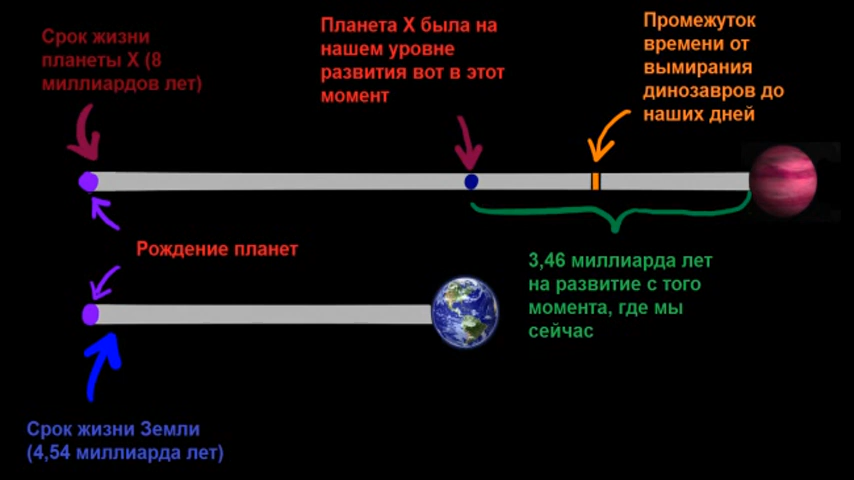 Срок жизни
планеты X (8
миллиардов лет)
Планета X была на
нашем уровне
развития вот в этот
момент
Промежуток
времени от
вымирания
динозавров до
наших дней
Рождение планет
3,46 миллиарда лет
на развитие с того
момента, где мы
сейчас
Срок жизни Земли
(4,54 миллиарда лет)